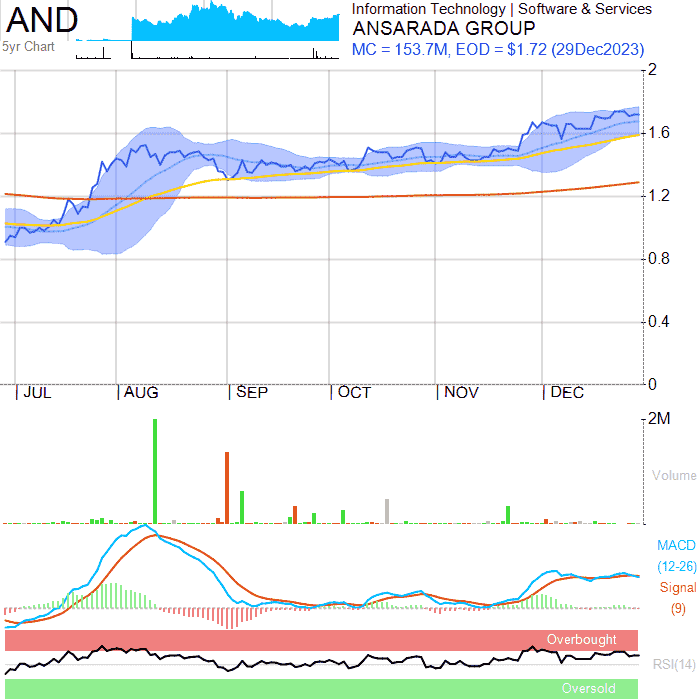 AND
5yr Chart
Information Technology | Software & Services
ANSARADA GROUP
MC = 153.7M, EOD = $1.72 (29Dec2023)
2
1.6
1.2
0.8
0.4
0
JUL
AUG
SEP
OCT
NOV
DEC
2M
Volume
MACD
(12-26)
Signal
(9)
Overbought
RSI(14)
Oversold